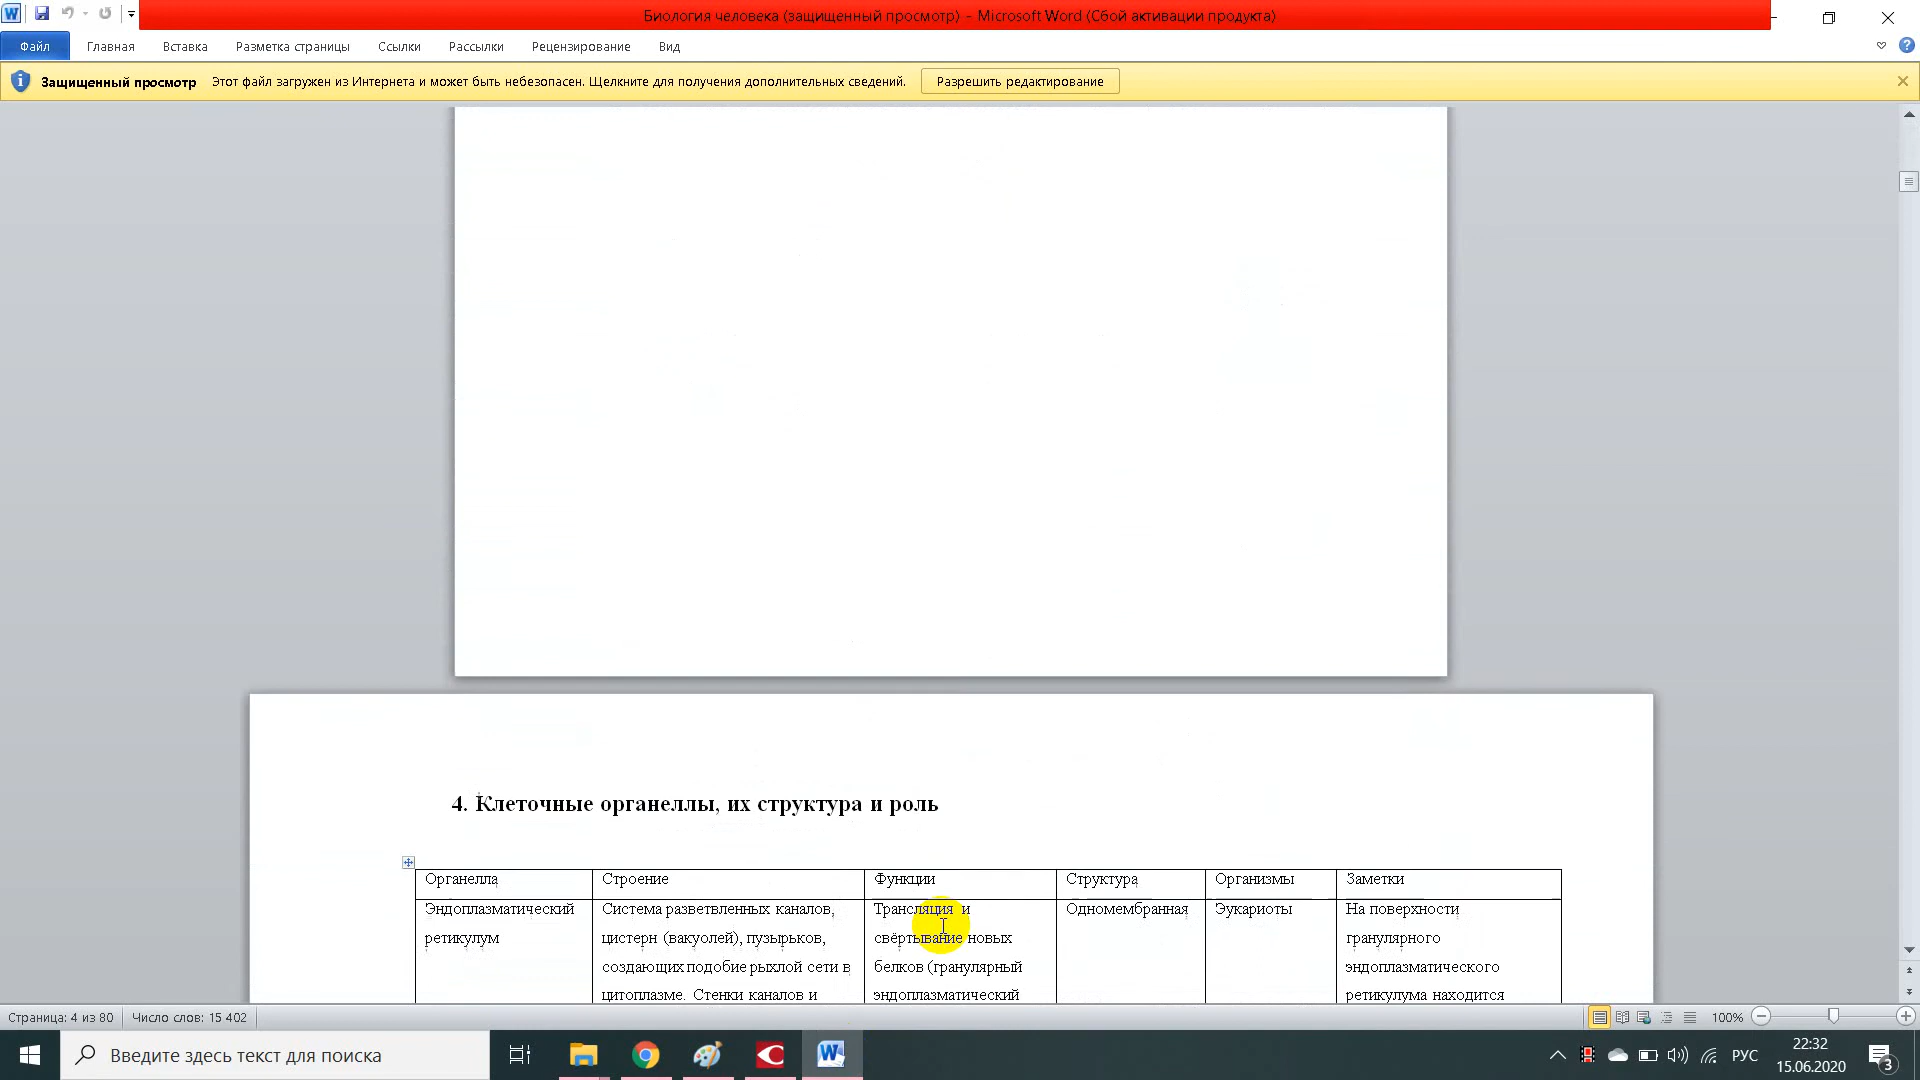 Биология человека (защищенный просмотр) - Microsoft Word (Сбой активации продукта)
Файл Главная Вставка Разметка страницы Ссылки Рассылки Рецензирование Вид
Защищенный просмотр Этот файл загружен из Интернета и может быть небезопасен. Щелкните для получения дополнительных сведений. Разрешить редактирование
4. Клеточные органеллы, их структура и роль
Органелла Строение Функции Структура Организмы Заметки
Эндоплазматический Система разветвленных каналов, Трансляция и Одномембранная Эукариоты На поверхности
ретикулум цистерн (вакуолей), пузырьков, свёртывание новых гранулярного
создающих подобие рыхлой сети в белков (гранулярный эндоплазматического
цитоплазме. Стенки каналов и эндоплазматический ретикулума находится
Страница: 4 из 80 Число слов: 15 402 100%
Введите здесь текст для поиска РУС 22:32
15.06.2020 3